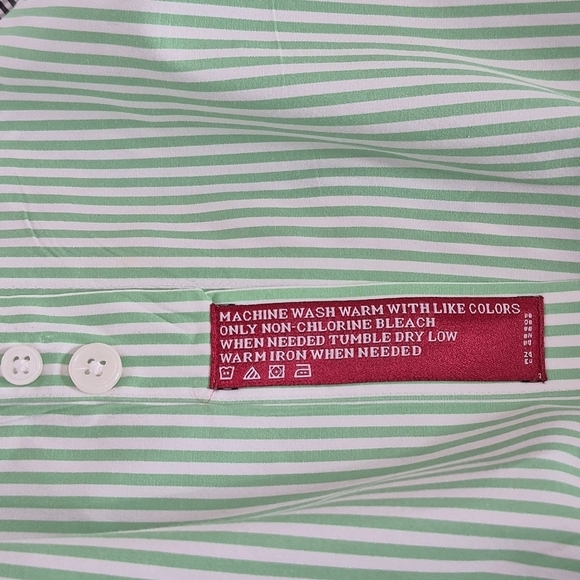 MACHINE WASH WARM WITH LIKE COLORS
ONLY NON-CHLORINE BLEACH
WHEN NEEDED TUMBLE DRY LOW
WARM IRON WHEN NEEDED